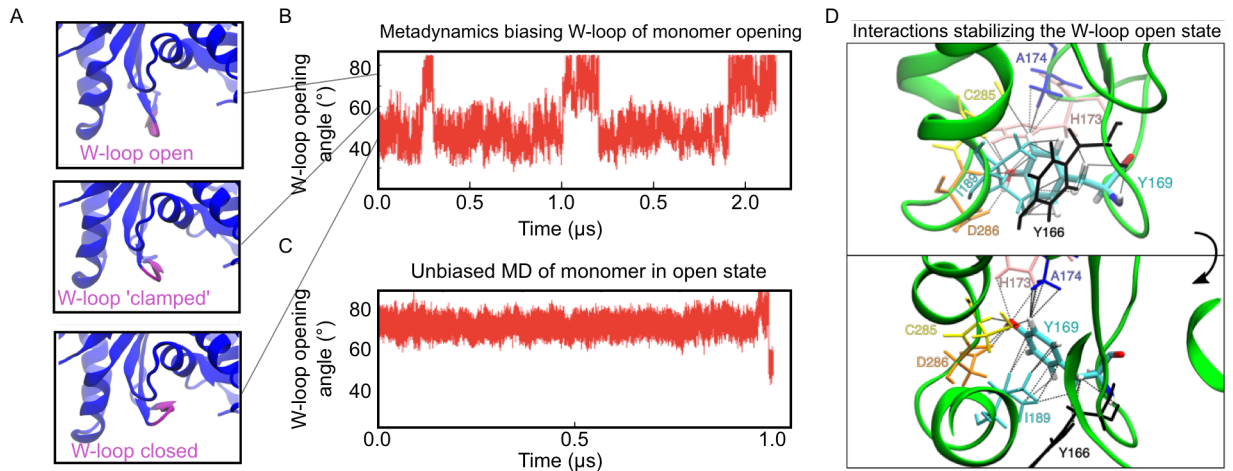 A
W-loop open
W-loop 'clamped'
W-loop closed
B
Metadynamics biasing W-loop of monomer opening
W-loop opening
angle (°)
80
60
40
0.0
0.5
1.0
0.5
2.0
Time (µs)
C
Unbiased MD of monomer in open state
W-loop opening
angle (°)
80
60
40
0.0
0.5
1.0
Time (µs)
D
Interactions stabilizing the W-loop open state
A174
C285
H173
I189
Y169
D286
Y166
H173
A174
C285
Y169
D286
I189
Y166